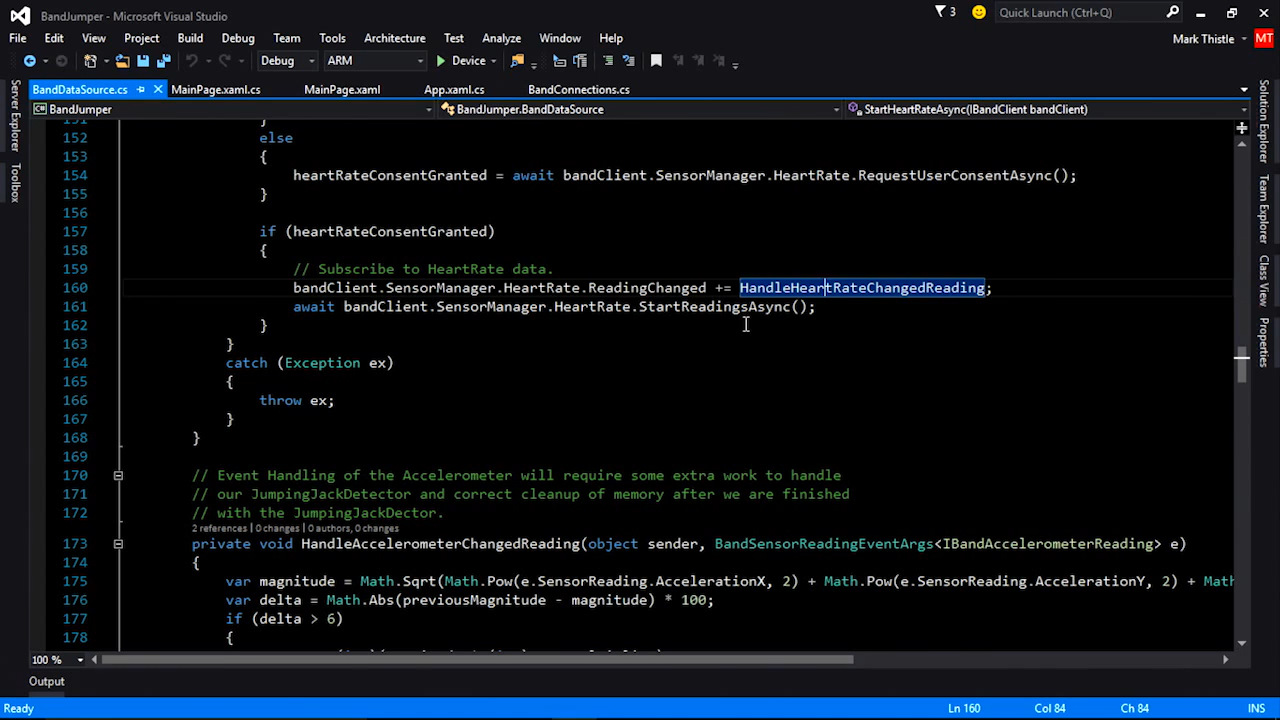 BandJumper - Microsoft Visual Studio
3
Quick Launch (Ctrl+Q)
File Edit View Project Build Debug Team Tools Architecture Test Analyze Window Help
Mark Thistle
MT
Debug ARM Device
BandDataSource.cs MainPage.xaml.cs MainPage.xaml App.xaml.cs BandConnections.cs
BandJumper BandJumper.BandDataSource StartHeartRateAsync(IBandClient bandClient)
Server Explorer
Toolbox
Solution Explorer
Team Explorer
Class View
Properties
151 }
152 else
153 {
154 heartRateConsentGranted = await bandClient.SensorManager.HeartRate.RequestUserConsentAsync();
155 }
156
157 if (heartRateConsentGranted)
158 {
159 // Subscribe to HeartRate data.
160 bandClient.SensorManager.HeartRate.ReadingChanged += HandleHeartRateChangedReading;
161 await bandClient.SensorManager.HeartRate.StartReadingsAsync();
162 }
163 }
164 catch (Exception ex)
165 {
166 throw ex;
167 }
168 }
169
170 // Event Handling of the Accelerometer will require some extra work to handle
171 // our JumpingJackDetector and correct cleanup of memory after we are finished
172 // with the JumpingJackDector.
2 references | 0 changes | 0 authors, 0 changes
173 private void HandleAccelerometerChangedReading(object sender, BandSensorReadingEventArgs<IBandAccelerometerReading> e)
174 {
175 var magnitude = Math.Sqrt(Math.Pow(e.SensorReading.AccelerationX, 2) + Math.Pow(e.SensorReading.AccelerationY, 2) + Math
176 var delta = Math.Abs(previousMagnitude - magnitude) * 100;
177 if (delta > 6)
178 {
100 %
Output
Ready Ln 160 Col 84 Ch 84 INS